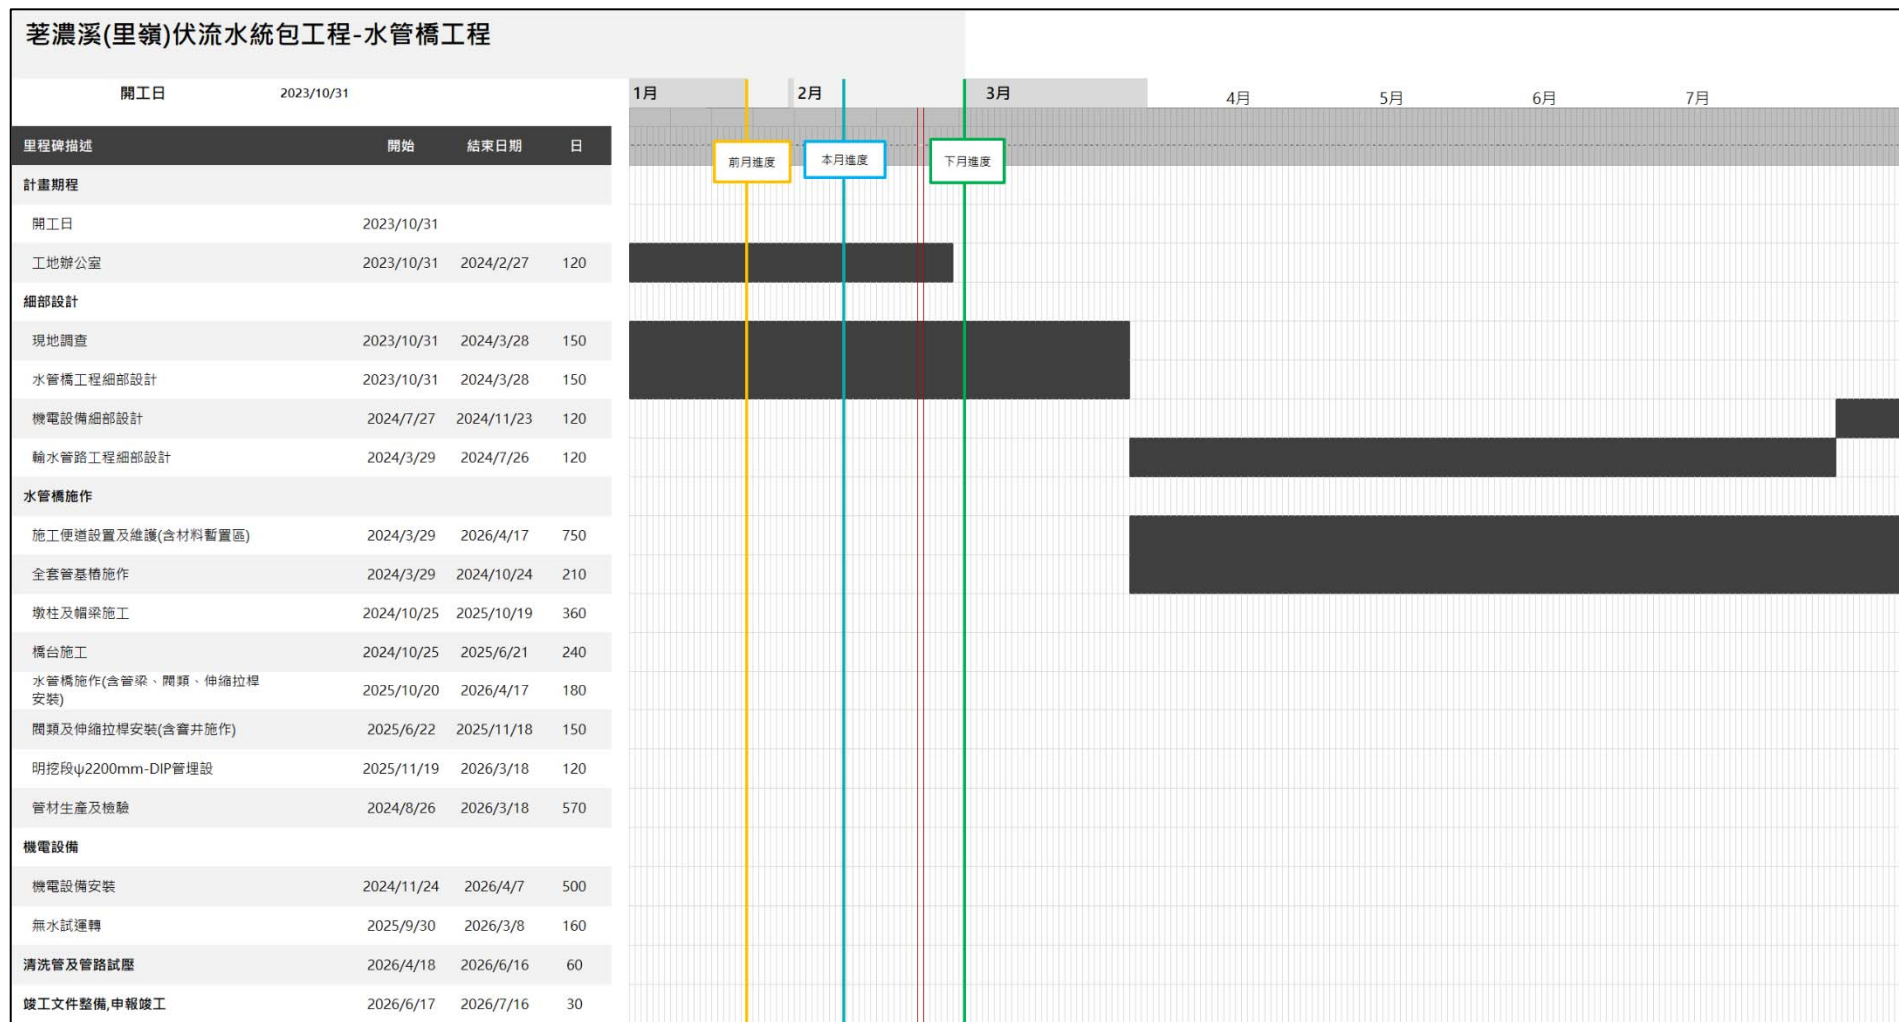 荖濃溪(里嶺)伏流水統包工程-水管橋工程
開工日 2023/10/31
1月 2月 3月 4月 5月 6月 7月
里程碑描述 開始 結束日期 日
前月進度 本月進度 下月進度
計畫期程
開工日 2023/10/31
工地辦公室 2023/10/31 2024/2/27 120
細部設計
現地調查 2023/10/31 2024/3/28 150
水管橋工程細部設計 2023/10/31 2024/3/28 150
機電設備細部設計 2024/7/27 2024/11/23 120
輸水管路工程細部設計 2024/3/29 2024/7/26 120
水管橋施作
施工便道設置及維護(含材料暫置區) 2024/3/29 2026/4/17 750
全套管基樁施作 2024/3/29 2024/10/24 210
墩柱及帽梁施工 2024/10/25 2025/10/19 360
橋台施工 2024/10/25 2025/6/21 240
水管橋施作(含管梁、閥類、伸縮拉桿
安裝) 2025/10/20 2026/4/17 180
閥類及伸縮拉桿安裝(含窨井施作) 2025/6/22 2025/11/18 150
明挖段ψ2200mm-DIP管埋設 2025/11/19 2026/3/18 120
管材生產及檢驗 2024/8/26 2026/3/18 570
機電設備
機電設備安裝 2024/11/24 2026/4/7 500
無水試運轉 2025/9/30 2026/3/8 160
清洗管及管路試壓 2026/4/18 2026/6/16 60
竣工文件整備,申報竣工 2026/6/17 2026/7/16 30